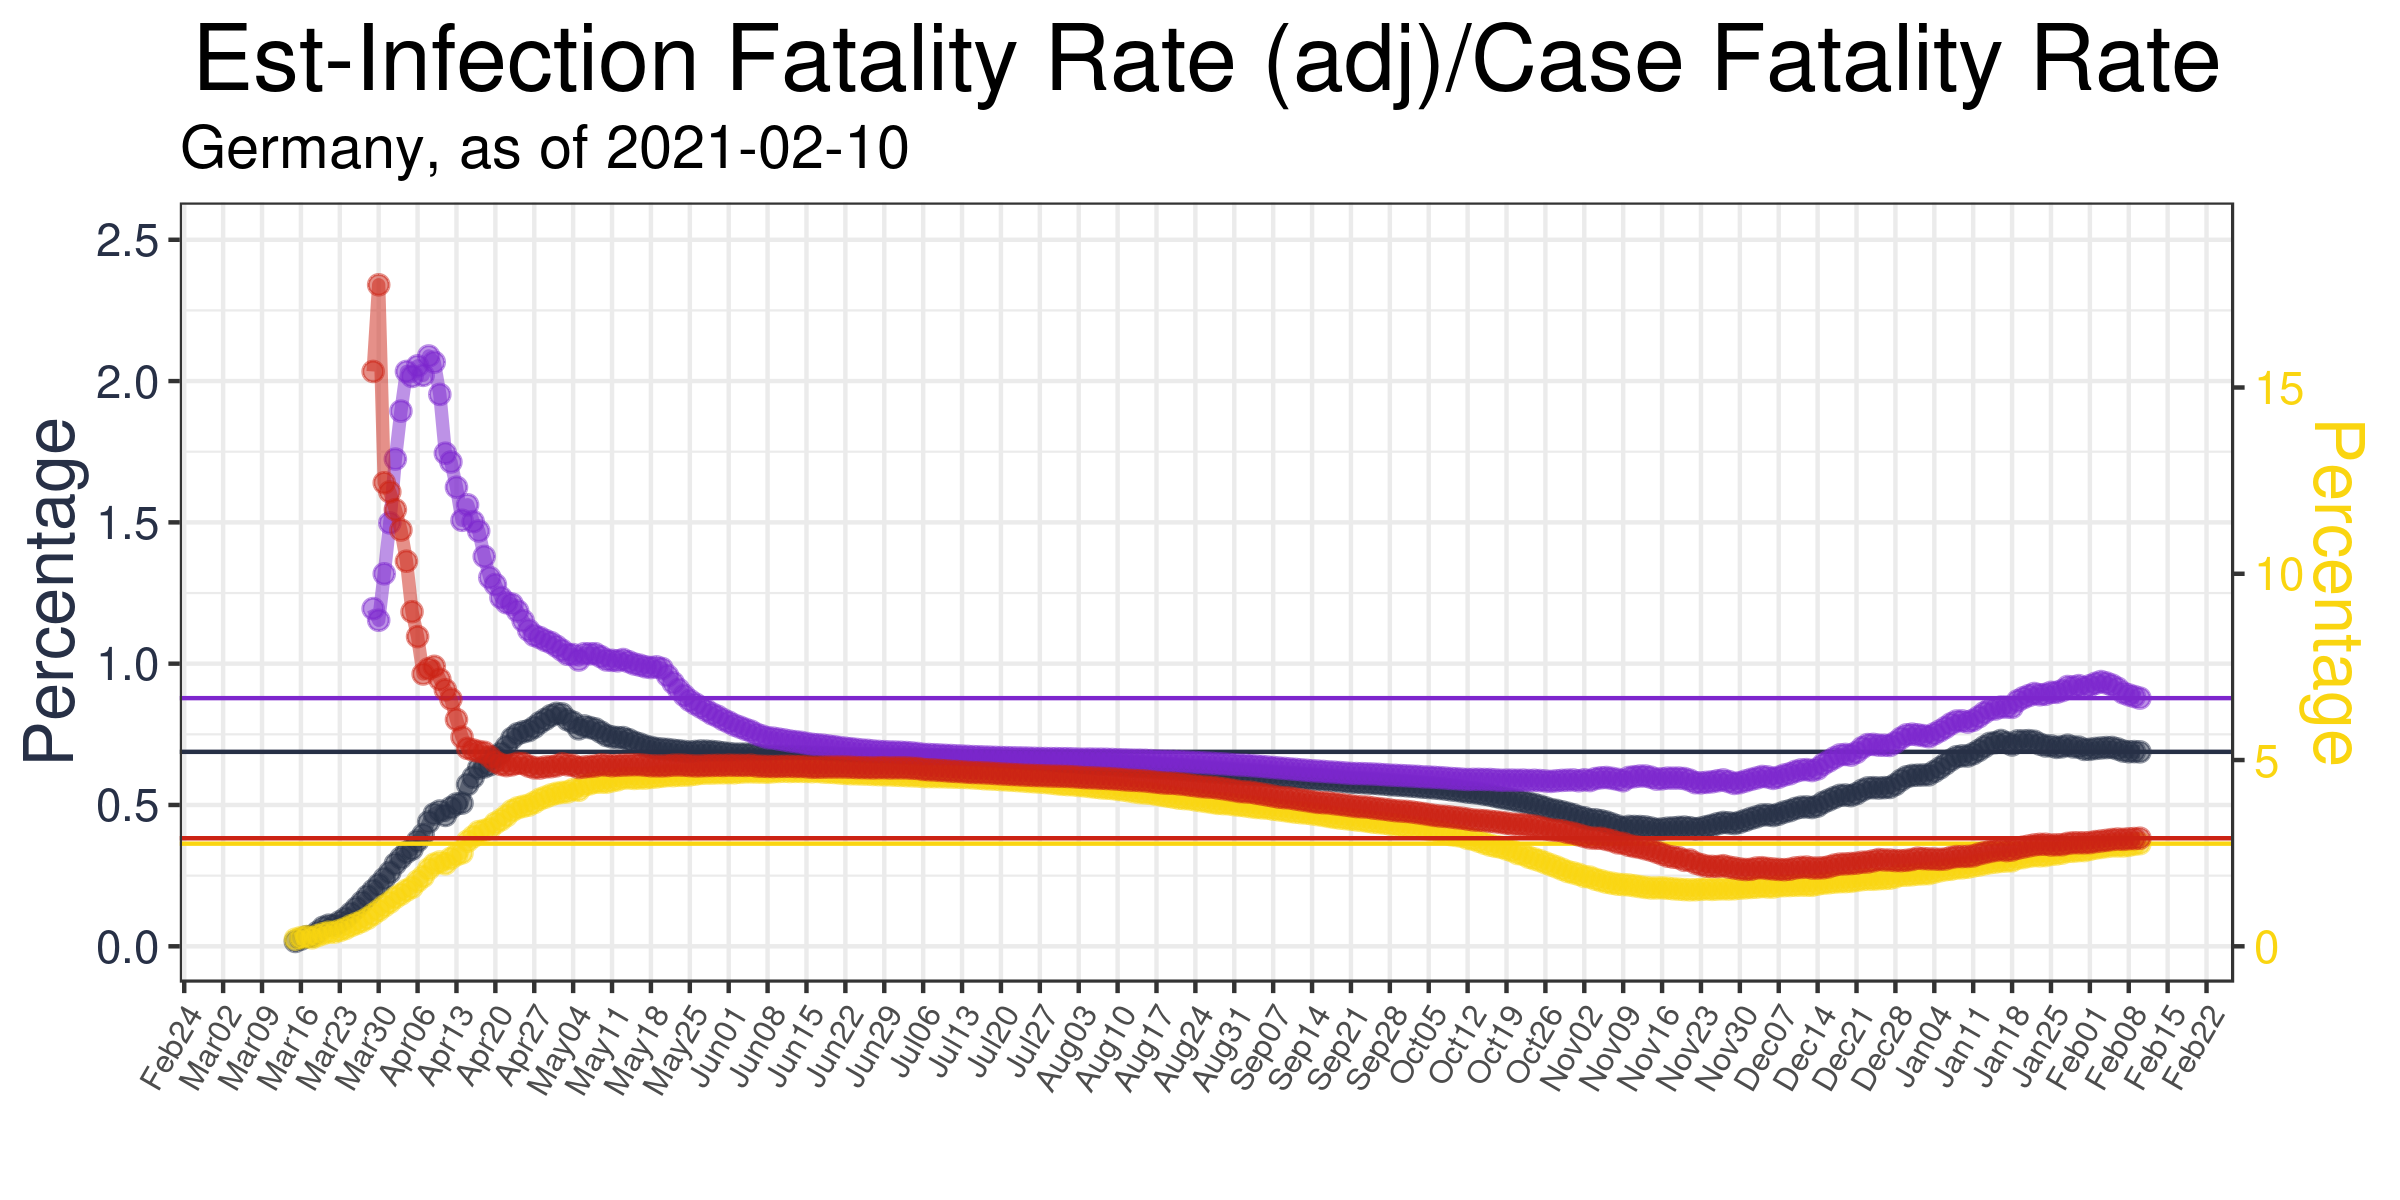 Est-Infection Fatality Rate (adj)/Case Fatality Rate
Germany, as of 2021-02-10
Percentage
2.5
2.0
1.5
1.0
0.5
0.0
15
10
5
0
Percentage
Feb24 Mar02 Mar09 Mar16 Mar23 Mar30 Apr06 Apr13 Apr20 Apr27 May04 May11 May18 May25 Jun01 Jun08 Jun15 Jun22 Jun29 Jul06 Jul13 Jul20 Jul27 Aug03 Aug10 Aug17 Aug24 Aug31 Sep07 Sep14 Sep21 Sep28 Oct05 Oct12 Oct19 Oct26 Nov02 Nov09 Nov16 Nov23 Nov30 Dec07 Dec14 Dec21 Dec28 Jan04 Jan11 Jan18 Jan25 Feb01 Feb08 Feb15 Feb22